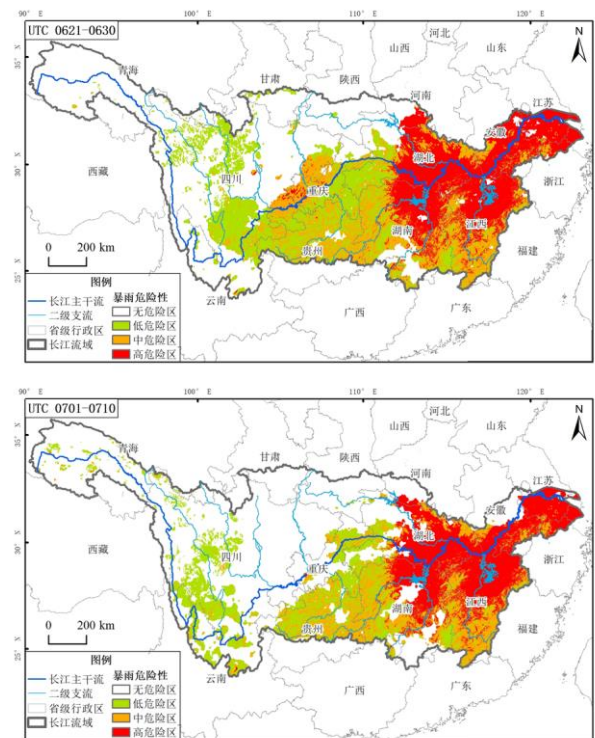 90° E 100° E 110° E 120° E
UTC 0621-0630
N
河北
山西
山东
35° N
青海
甘肃
陕西
河南
江苏
安徽
30° N
西藏
四川
湖北
重庆
浙江
湖南
江西
贵州
福建
0 200 km
25° N
云南
广西
广东
图例
长江主干流
二级支流
省级行政区
长江流域
暴雨危险性
无危险区
低危险区
中危险区
高危险区
90° E 100° E 110° E 120° E
UTC 0701-0710
N
河北
山西
山东
35° N
青海
甘肃
陕西
河南
江苏
安徽
30° N
西藏
四川
湖北
重庆
浙江
湖南
江西
贵州
福建
0 200 km
25° N
云南
广西
广东
图例
长江主干流
二级支流
省级行政区
长江流域
暴雨危险性
无危险区
低危险区
中危险区
高危险区